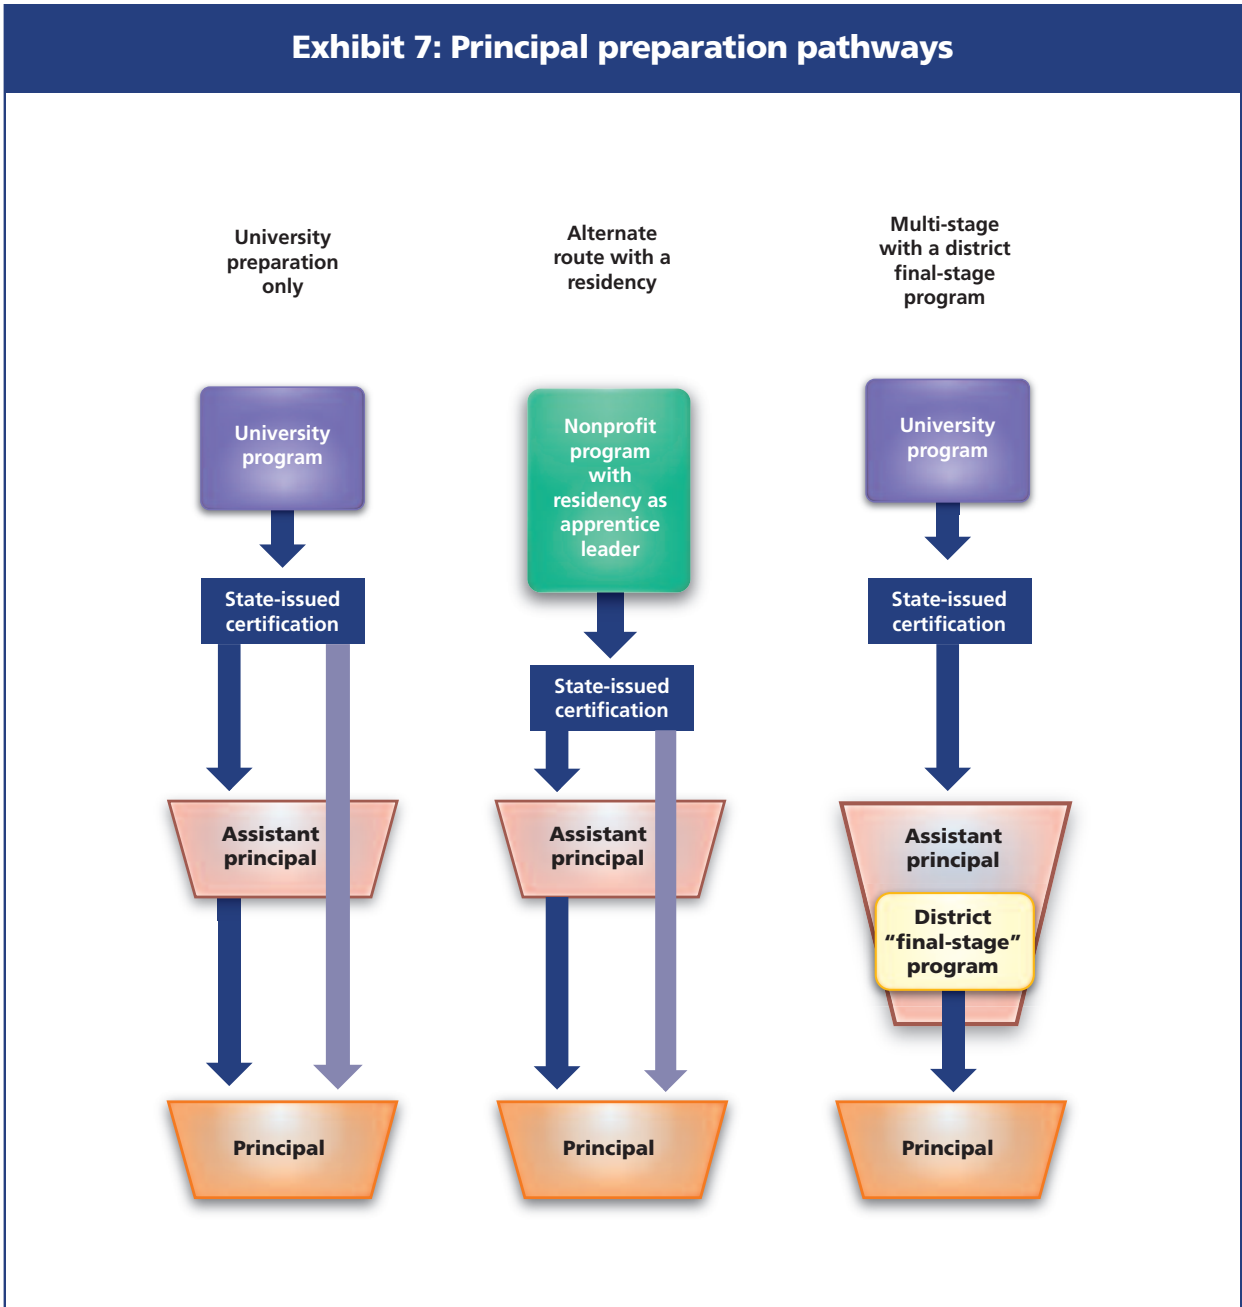 Exhibit 7: Principal preparation pathways
University
preparation
only
Alternate
route with a
residency
Multi-stage
with a district
final-stage
program
University
program
State-issued
certification
Assistant
principal
Principal
Nonprofit
program
with
residency as
apprentice
leader
State-issued
certification
Assistant
principal
Principal
University
program
State-issued
certification
Assistant
principal
District
“final-stage”
program
Principal